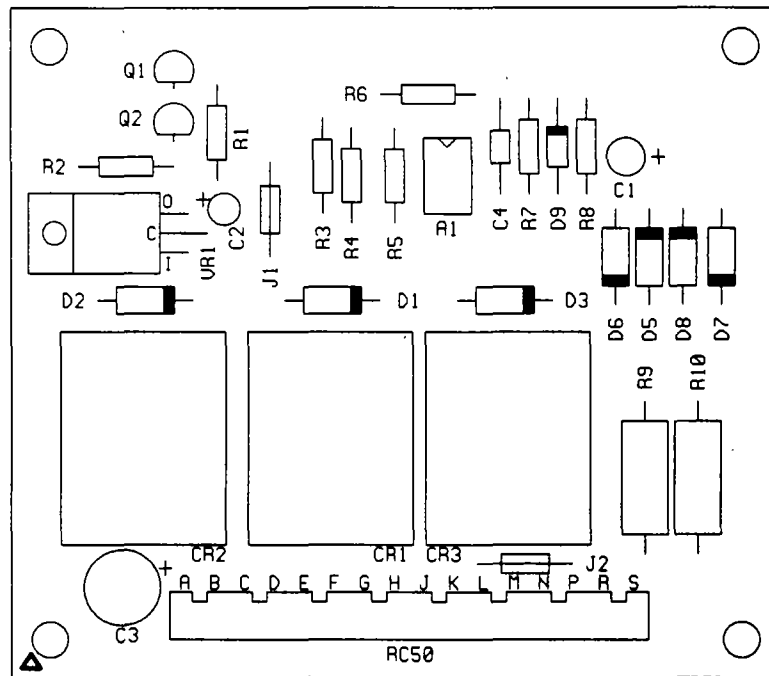 Q1
R6
Q2
R1
R2
O
C
I
VR1
C2
J1
R3
R4
R5
A1
C4
R7
D9
R8
C1
D2
D1
D3
D6
D5
D8
D7
R9
R10
CR2
CR1
CR3
J2
A B C D E F G H J K L M N P R S
C3
RC50